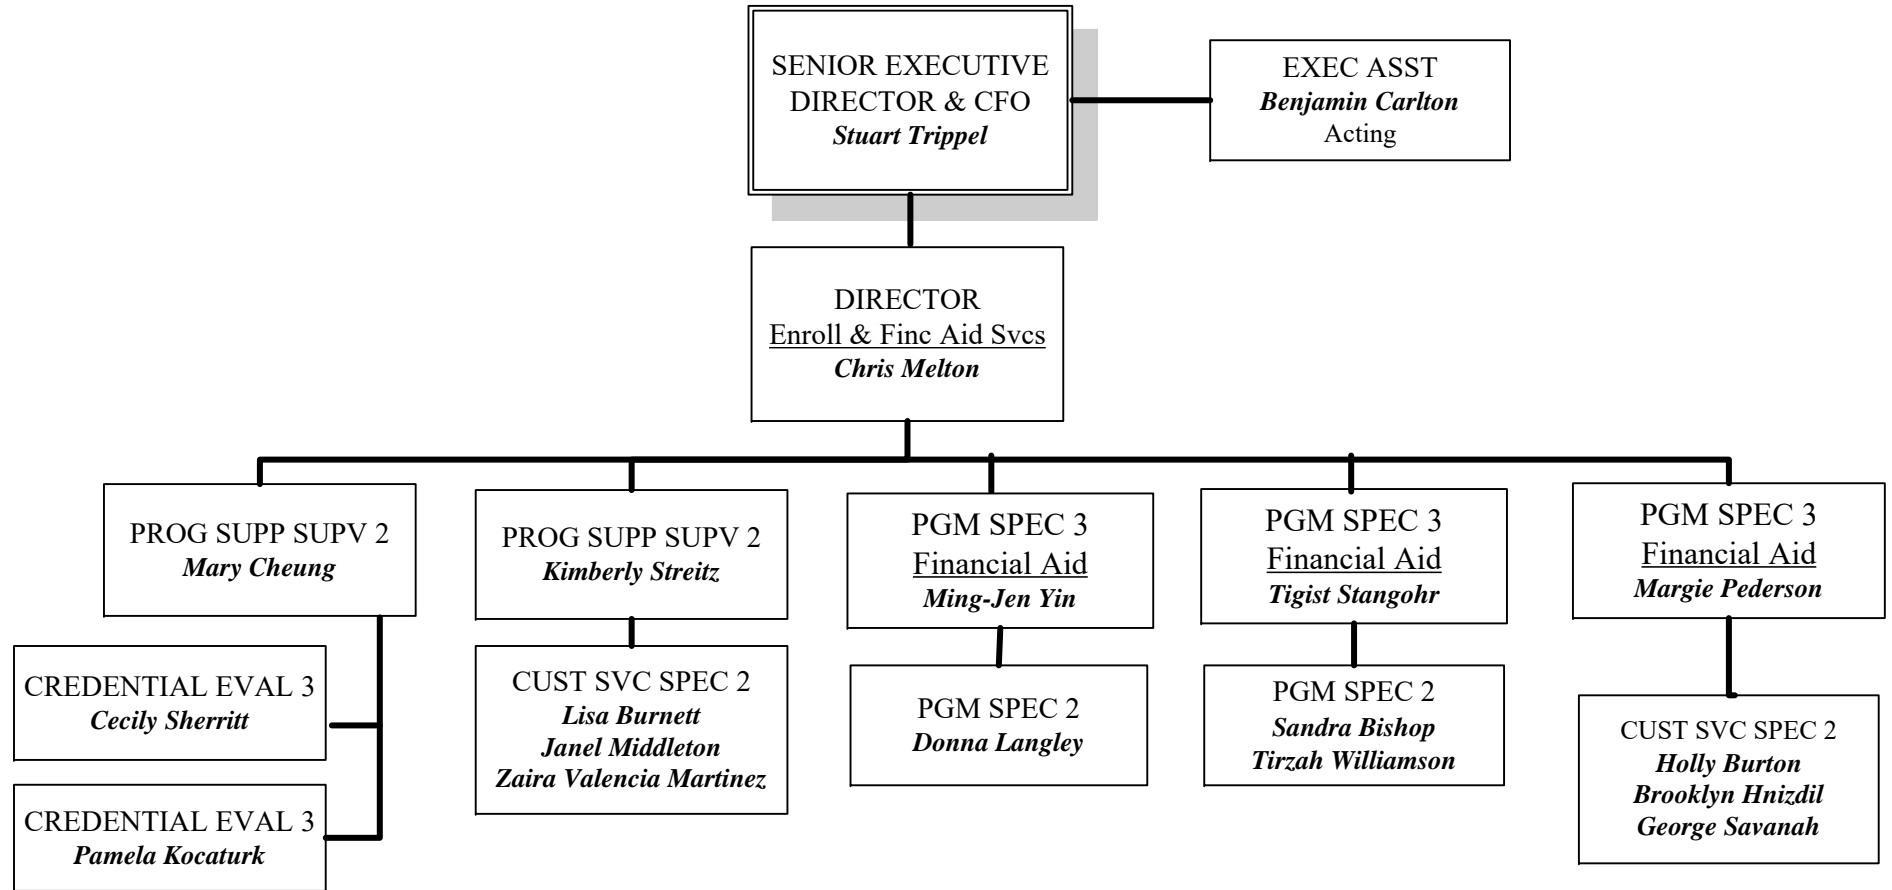 SENIOR EXECUTIVE
DIRECTOR & CFO
Stuart Trippel
EXEC ASST
Benjamin Carlton
Acting
DIRECTOR
Enroll & Finc Aid Svcs
Chris Melton
PROG SUPP SUPV 2
Mary Cheung
PROG SUPP SUPV 2
Kimberly Streitz
PGM SPEC 3
Financial Aid
Ming-Jen Yin
PGM SPEC 3
Financial Aid
Tigist Stangohr
PGM SPEC 3
Financial Aid
Margie Pederson
CREDENTIAL EVAL 3
Cecily Sherritt
CREDENTIAL EVAL 3
Pamela Kocaturk
CUST SVC SPEC 2
Lisa Burnett
Janel Middleton
Zaira Valencia Martinez
PGM SPEC 2
Donna Langley
PGM SPEC 2
Sandra Bishop
Tirzah Williamson
CUST SVC SPEC 2
Holly Burton
Brooklyn Hnizdil
George Savanah